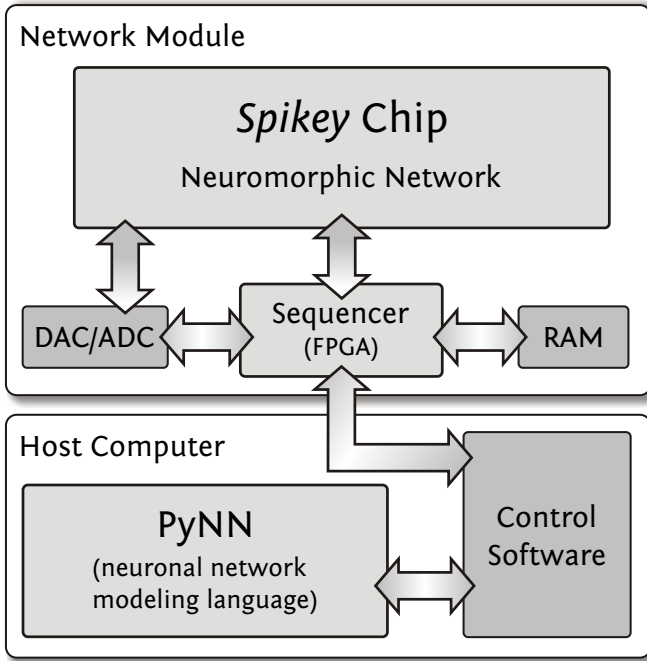 Network Module
Spikey Chip
Neuromorphic Network
DAC/ADC
Sequencer
(FPGA)
RAM
Host Computer
PyNN
(neuronal network
modeling language)
Control
Software